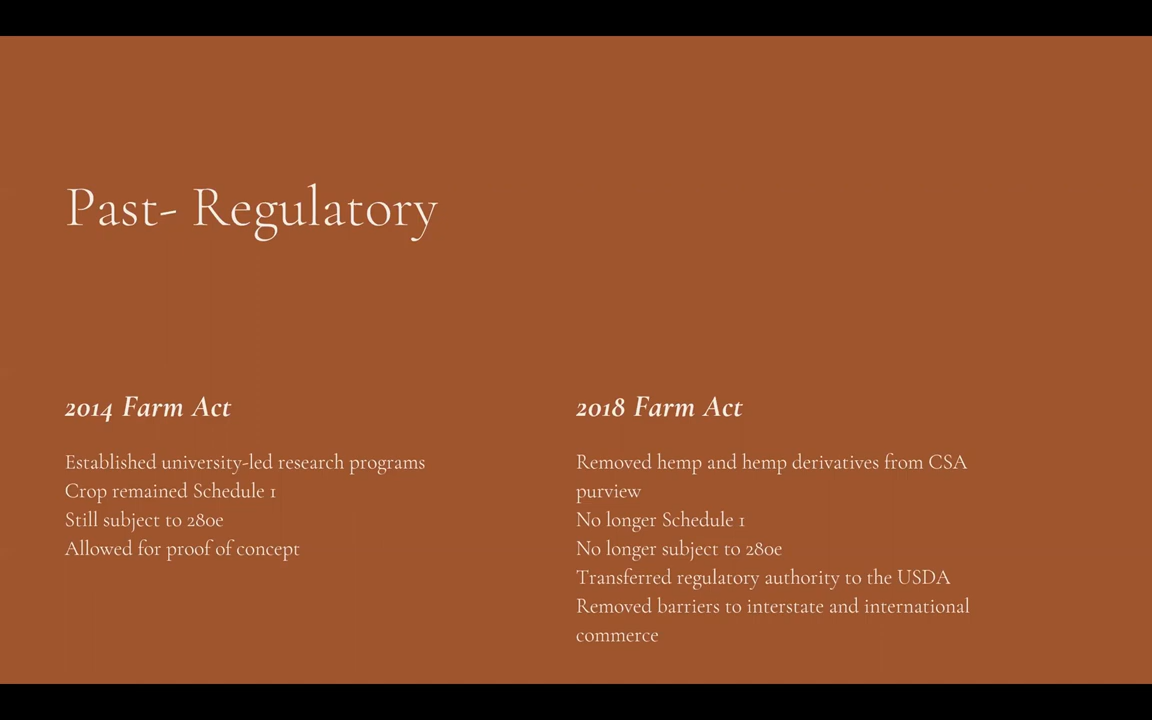 Past- Regulatory
2014 Farm Act
Established university-led research programs
Crop remained Schedule 1
Still subject to 280e
Allowed for proof of concept
2018 Farm Act
Removed hemp and hemp derivatives from CSA
purview
No longer Schedule 1
No longer subject to 280e
Transferred regulatory authority to the USDA
Removed barriers to interstate and international
commerce